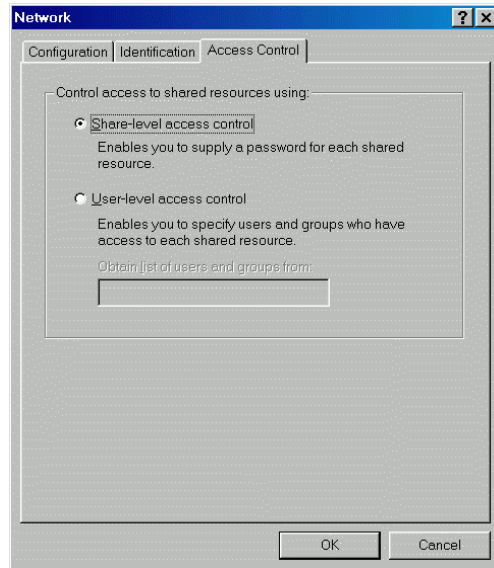 Network
Configuration Identification Access Control
Control access to shared resources using:
Share-level access control
Enables you to supply a password for each shared
resource.
User-level access control
Enables you to specify users and groups who have
access to each shared resource.
Obtain list of users and groups from:
OK Cancel